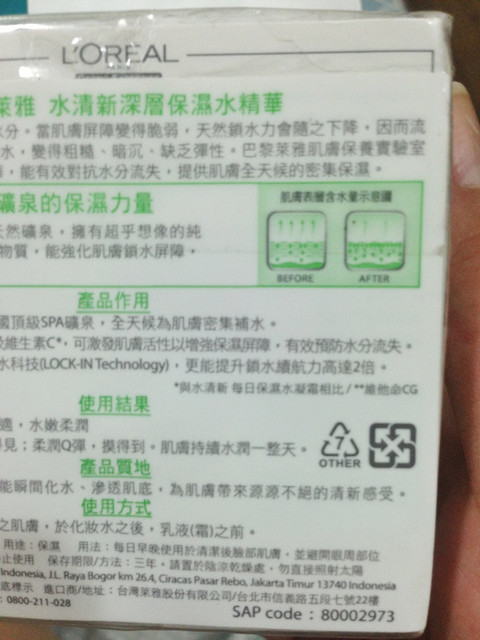 L'ORÉAL
PARIS
萊雅 水清新深層保濕水精華
水分。當肌膚屏障變得脆弱，天然鎖水力會隨之下降，因而流
水，變得粗糙、暗沉、缺乏彈性。巴黎萊雅肌膚保養實驗室
，能有效對抗水分流失，提供肌膚全天候的密集保濕。
礦泉的保濕力量
天然礦泉，擁有超乎想像的純
物質，能強化肌膚鎖水屏障，
肌膚表層含水量示意圖
BEFORE AFTER
產品作用
國頂級SPA礦泉，全天候為肌膚密集補水。
及維生素C*，可激發肌膚活性以增強保濕屏障，有效預防水分流失。
水科技(LOCK-IN Technology)，更能提升鎖水續航力高達2倍。
*與水清新 每日保濕水凝霜相比 / **維他命CG
使用結果
適，水嫩柔潤
得見；柔潤Q彈，摸得到。肌膚持續水潤一整天。
7
OTHER
產品質地
能瞬間化水、滲透肌底，為肌膚帶來源源不絕的清新感受。
使用方式
之肌膚，於化妝水之後，乳液(霜)之前。
用途：保濕 用法：每日早晚使用於清潔後臉部肌膚，並避開眼周部位
止使用 保存期限/方法：三年。請置於陰涼乾燥處，勿直接照射太陽
Indonesia, J.L. Raya Bogor km 26.4, Ciracas Pasar Rebo, Jakarta Timur 13740 Indonesia
底標示 進口商/地址：台灣萊雅股份有限公司/台北市信義路五段七號22樓
：0800-211-028
SAP code : 80002973